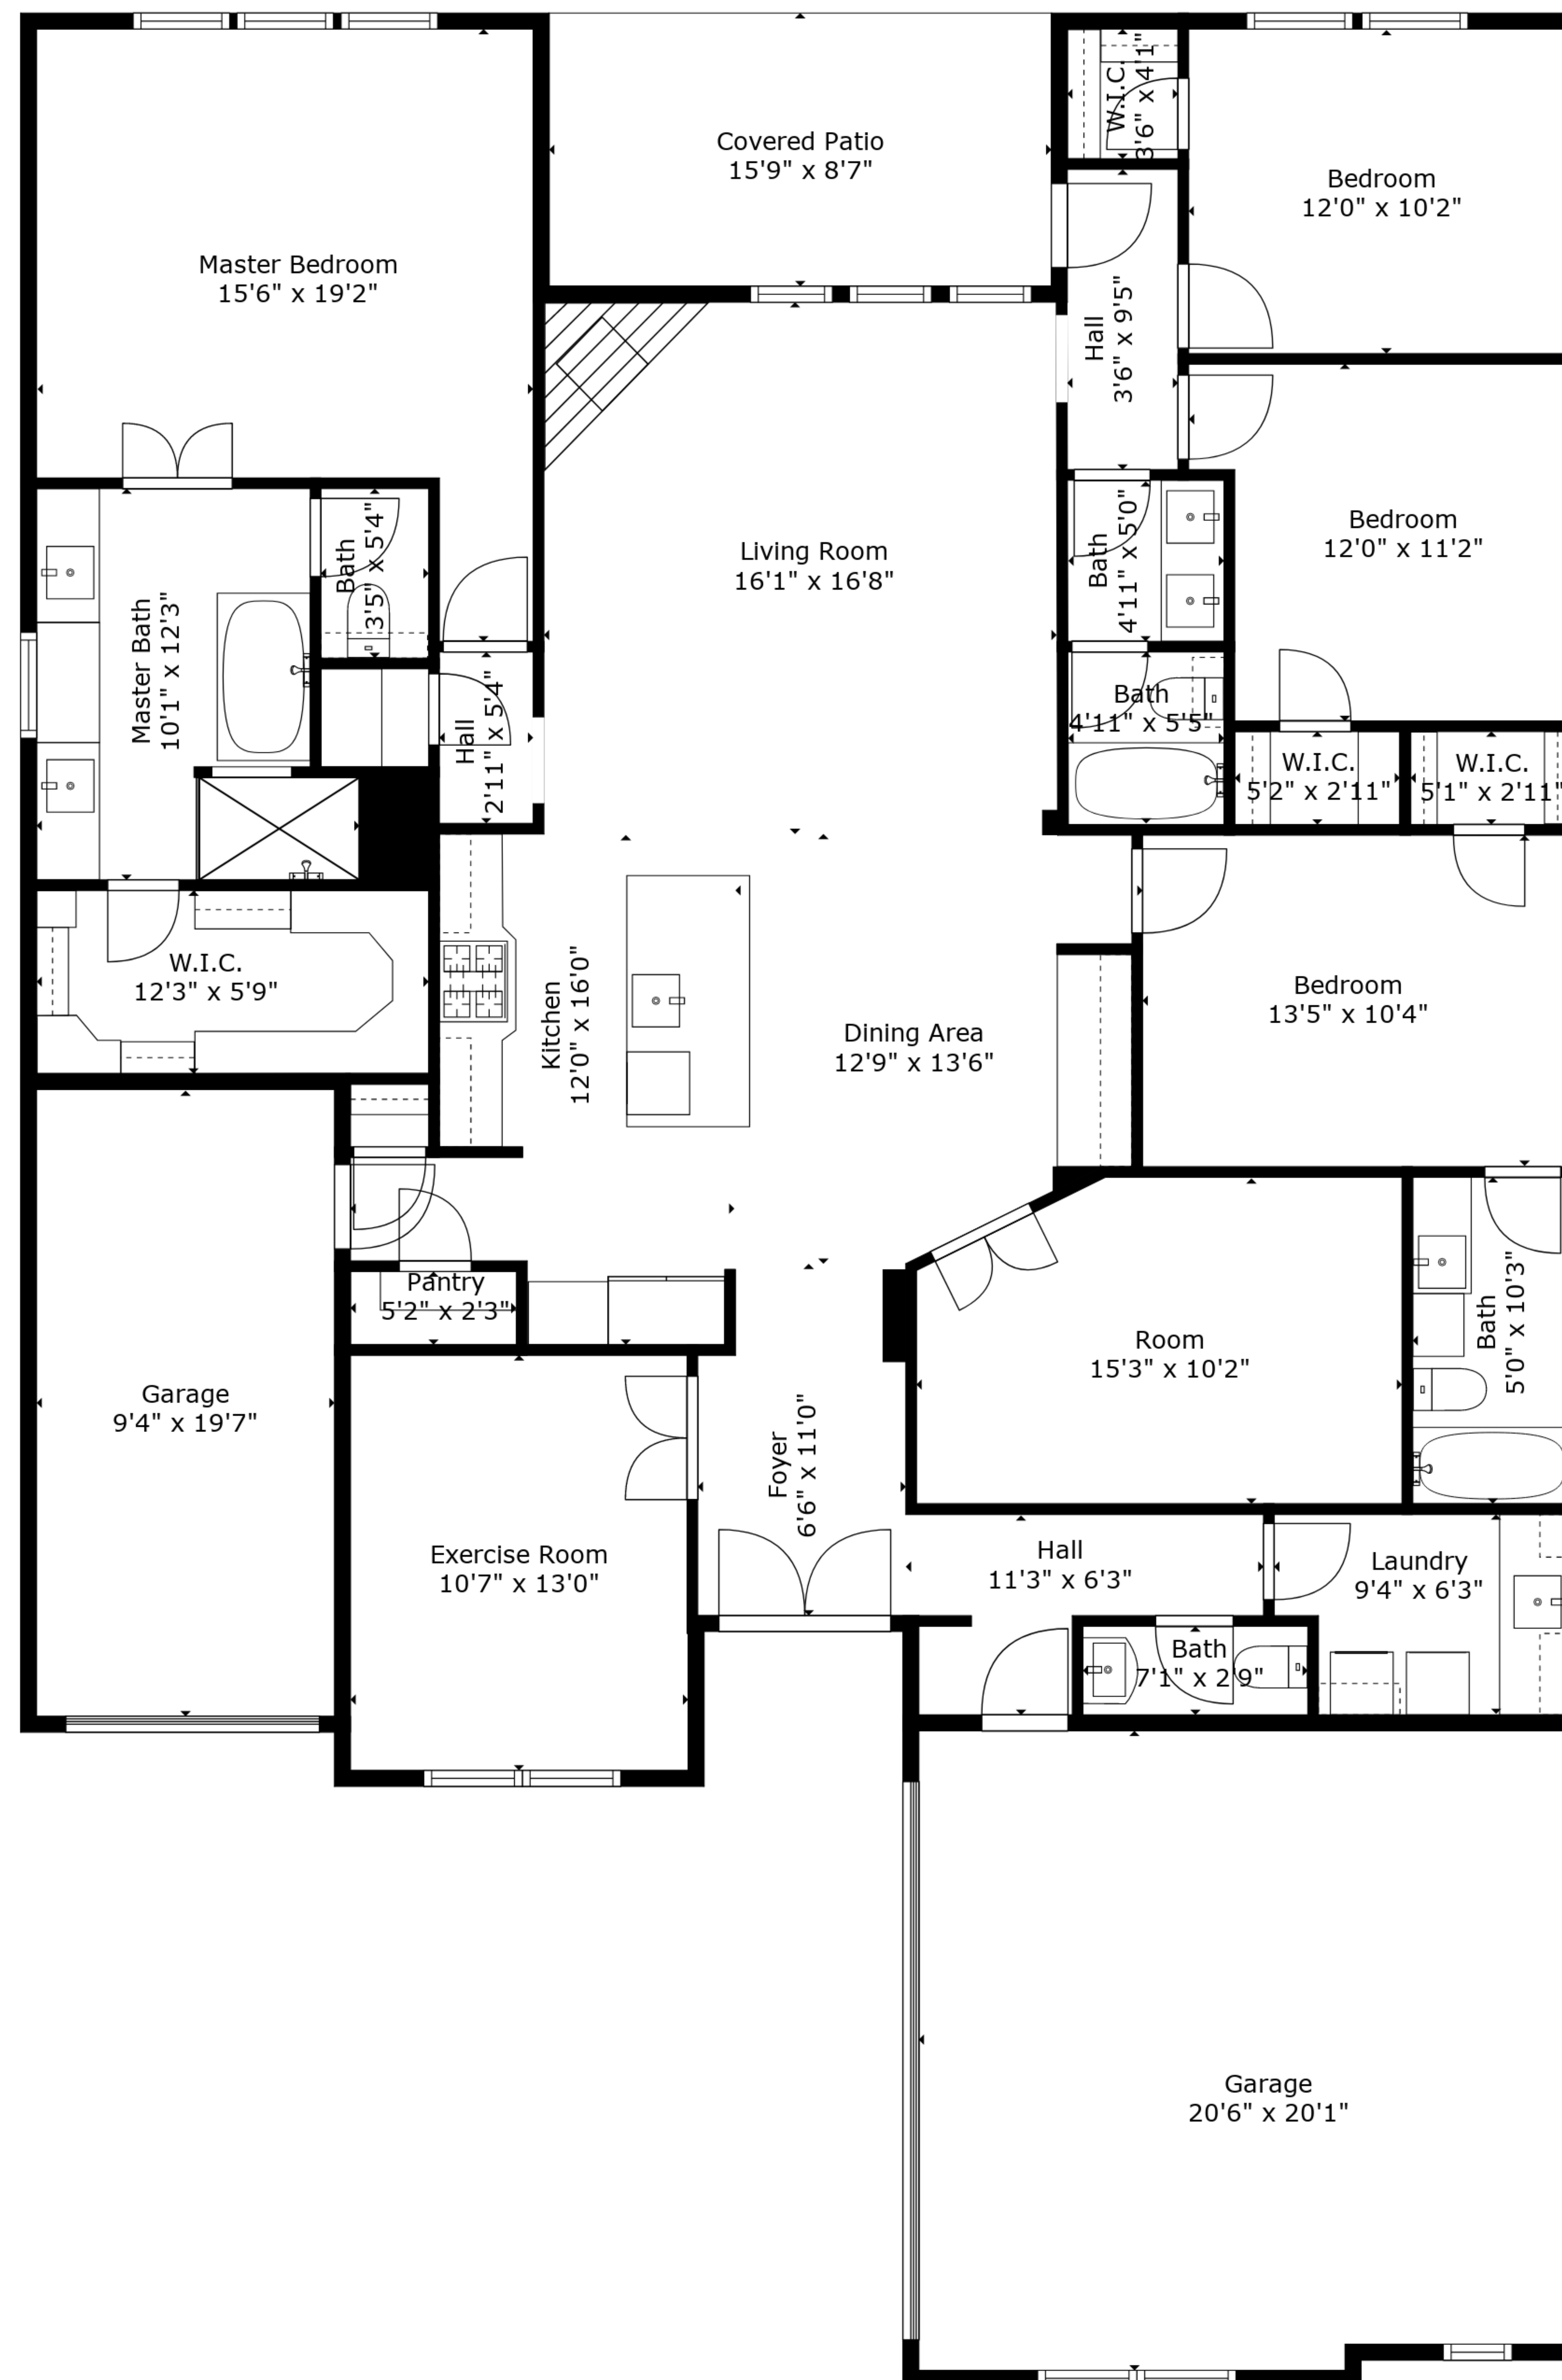 W.I.C.
3'6" x 4'1"
Covered Patio
15'9" x 8'7"
Bedroom
12'0" x 10'2"
Master Bedroom
15'6" x 19'2"
Hall
3'6" x 9'5"
Bath
3'5" x 5'4"
Living Room
16'1" x 16'8"
Bath
4'11" x 5'0"
Bedroom
12'0" x 11'2"
Master Bath
10'1" x 12'3"
Hall
2'11" x 5'4"
Bath
4'11" x 5'5"
W.I.C.
5'2" x 2'11"
W.I.C.
5'1" x 2'11"
W.I.C.
12'3" x 5'9"
Kitchen
12'0" x 16'0"
Dining Area
12'9" x 13'6"
Bedroom
13'5" x 10'4"
Pantry
5'2" x 2'3"
Room
15'3" x 10'2"
Bath
5'0" x 10'3"
Garage
9'4" x 19'7"
Foyer
6'6" x 11'0"
Exercise Room
10'7" x 13'0"
Hall
11'3" x 6'3"
Laundry
9'4" x 6'3"
Bath
7'1" x 2'9"
Garage
20'6" x 20'1"